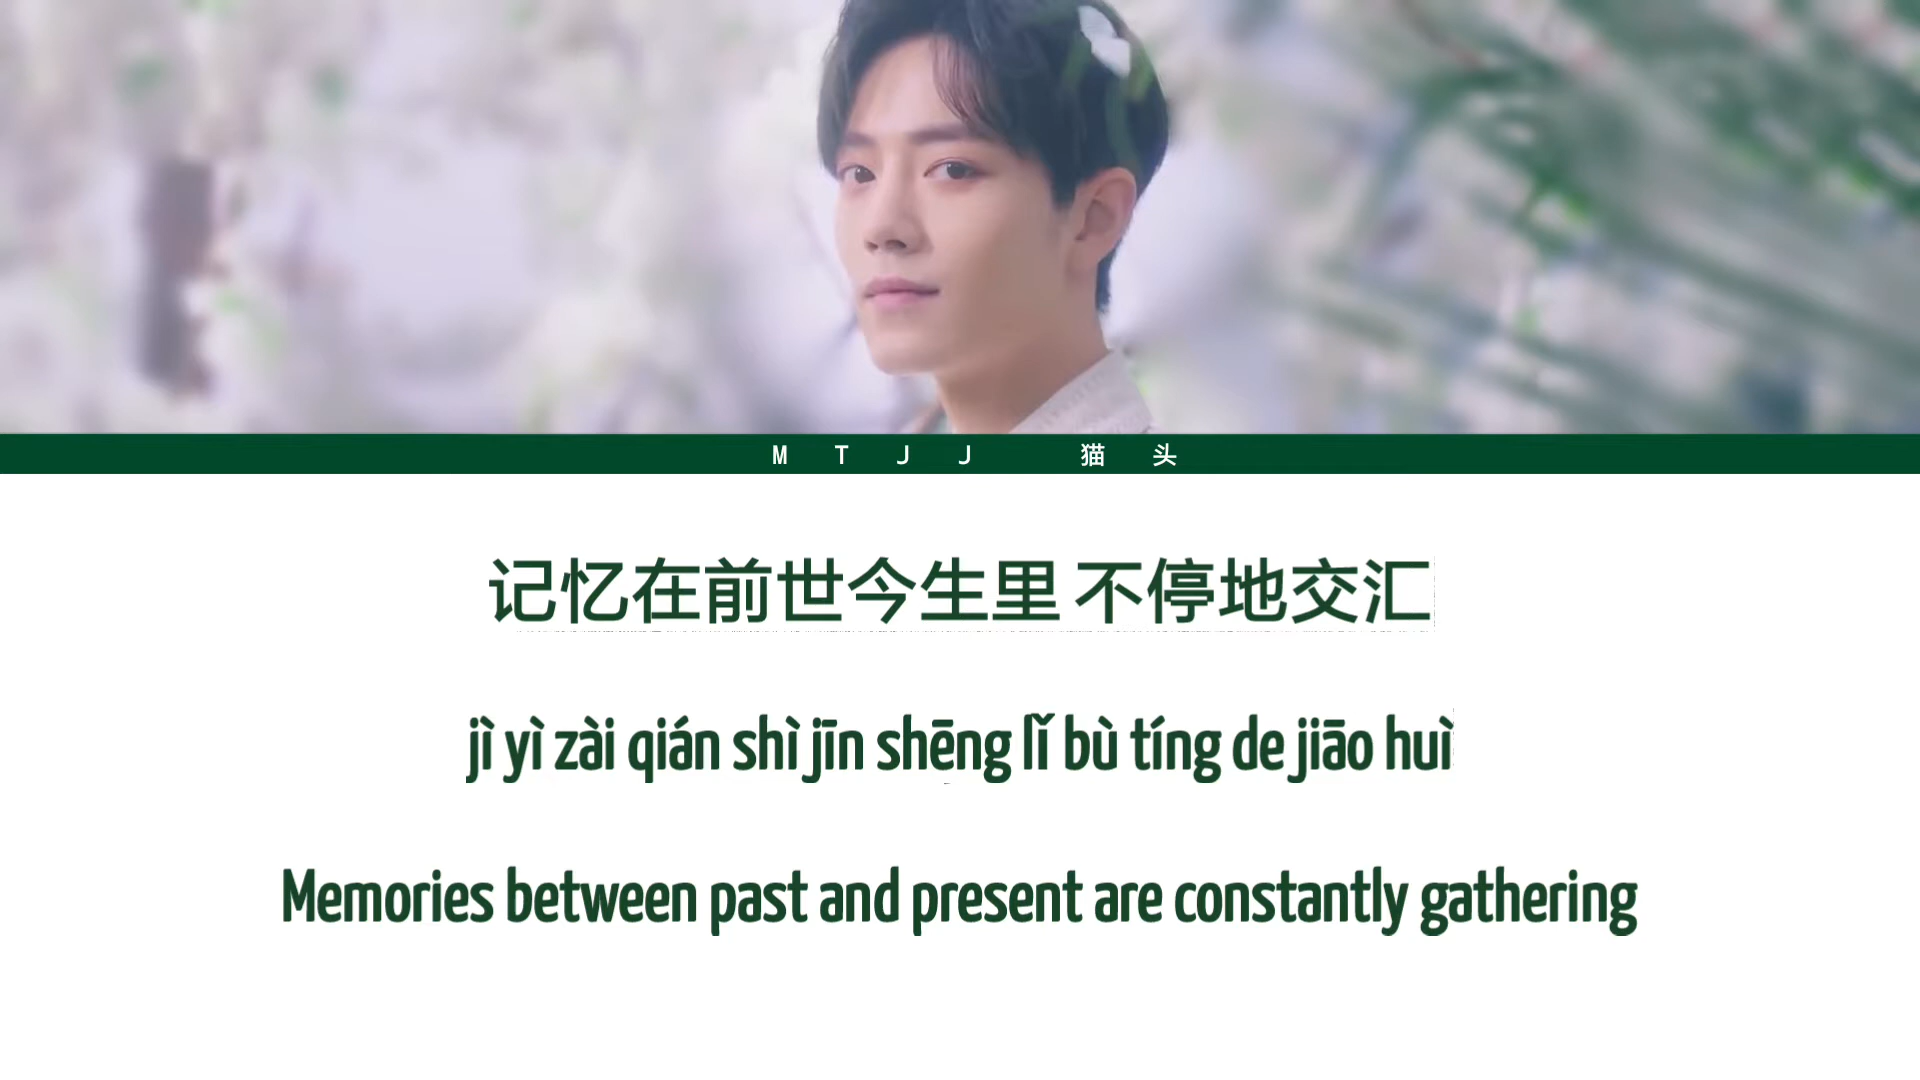 MTJJ 猫头
记忆在前世今生里 不停地交汇
jì yì zài qián shì jīn shēng lǐ bù tíng de jiāo huì
Memories between past and present are constantly gathering